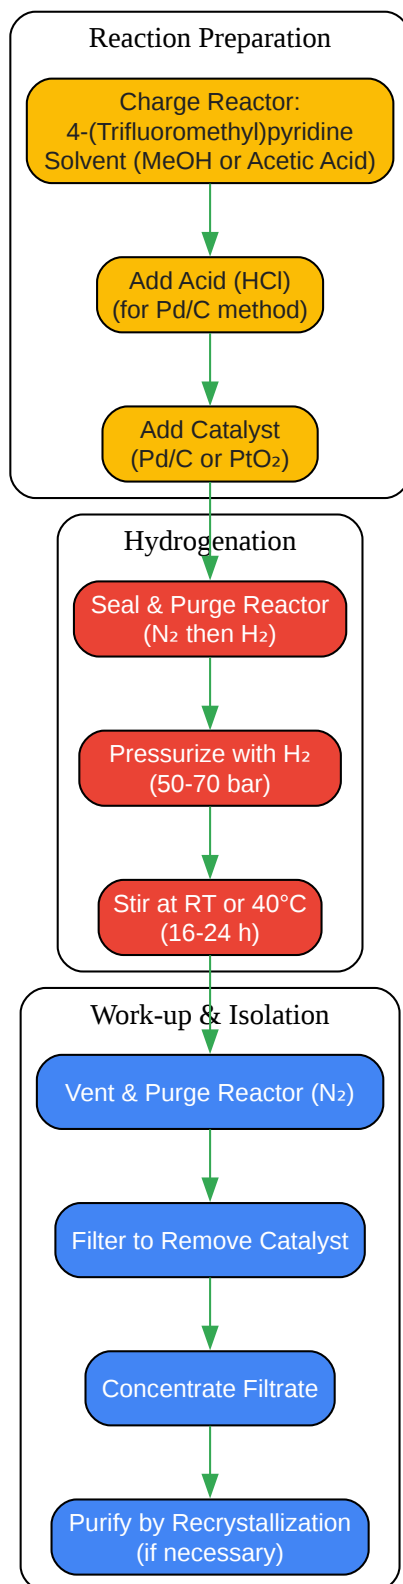 Reaction Preparation
Charge Reactor:
4-(Trifluoromethyl)pyridine
Solvent (MeOH or Acetic Acid)
Add Acid (HCl)
(for Pd/C method)
Add Catalyst
(Pd/C or PtO₂)
Hydrogenation
Seal & Purge Reactor
(N₂ then H₂)
Pressurize with H₂
(50-70 bar)
Stir at RT or 40°C
(16-24 h)
Work-up & Isolation
Vent & Purge Reactor (N₂)
Filter to Remove Catalyst
Concentrate Filtrate
Purify by Recrystallization
(if necessary)